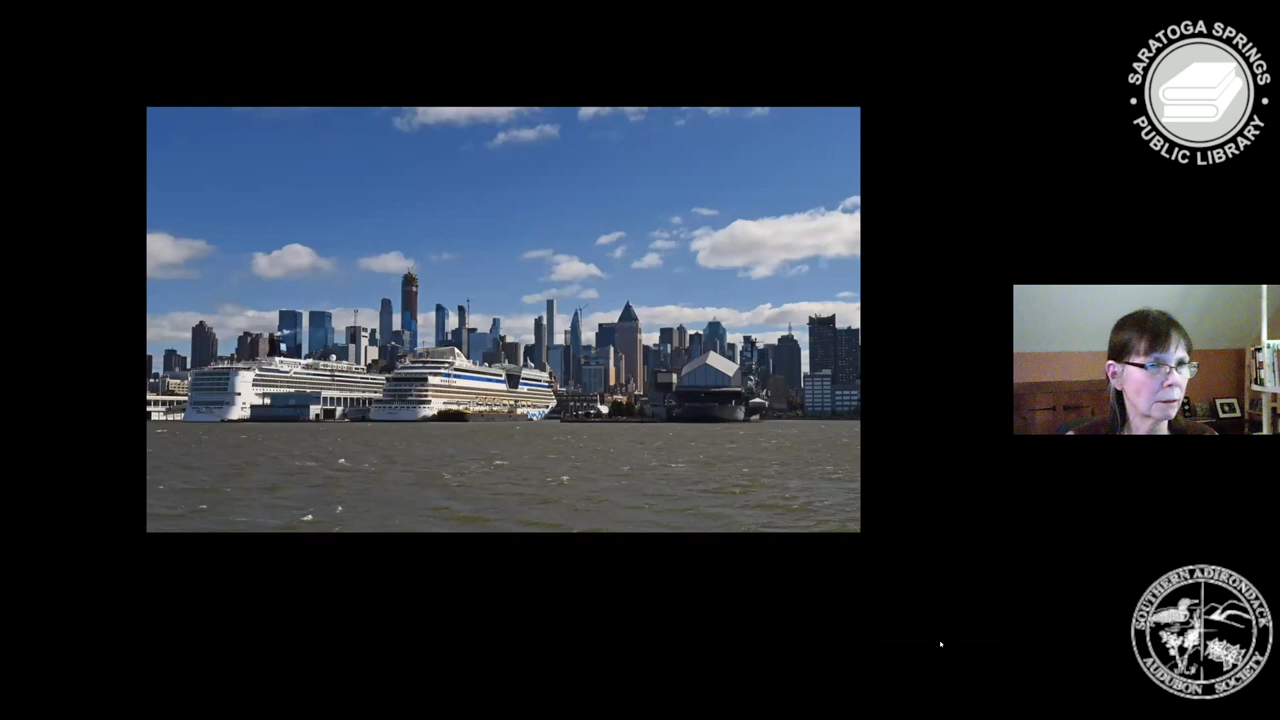 SARATOGA SPRINGS
PUBLIC LIBRARY
SOUTHERN ADIRONDACK
AUDUBON SOCIETY